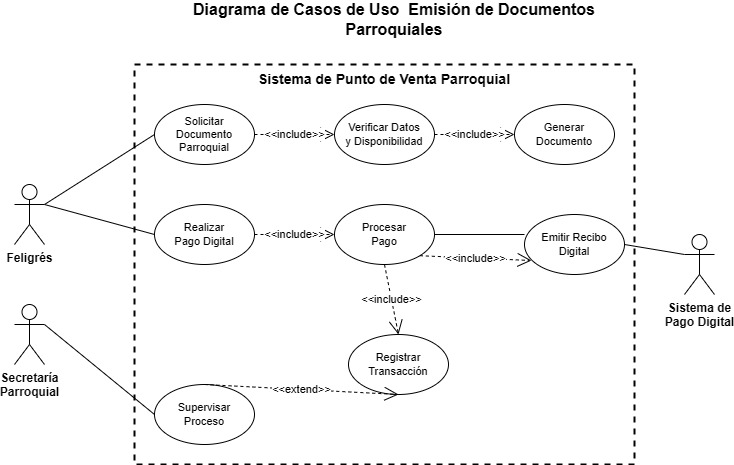 Diagrama de Casos de Uso  Emisión de Documentos
Parroquiales
Sistema de Punto de Venta Parroquial
Solicitar
Documento
Parroquial
<<include>>
Verificar Datos
y Disponibilidad
<<include>>
Generar
Documento
Feligrés
Realizar
Pago Digital
<<include>>
Procesar
Pago
<<include>>
Emitir Recibo
Digital
Sistema de
Pago Digital
<<include>>
Registrar
Transacción
Secretaría
Parroquial
Supervisar
Proceso
<<extend>>